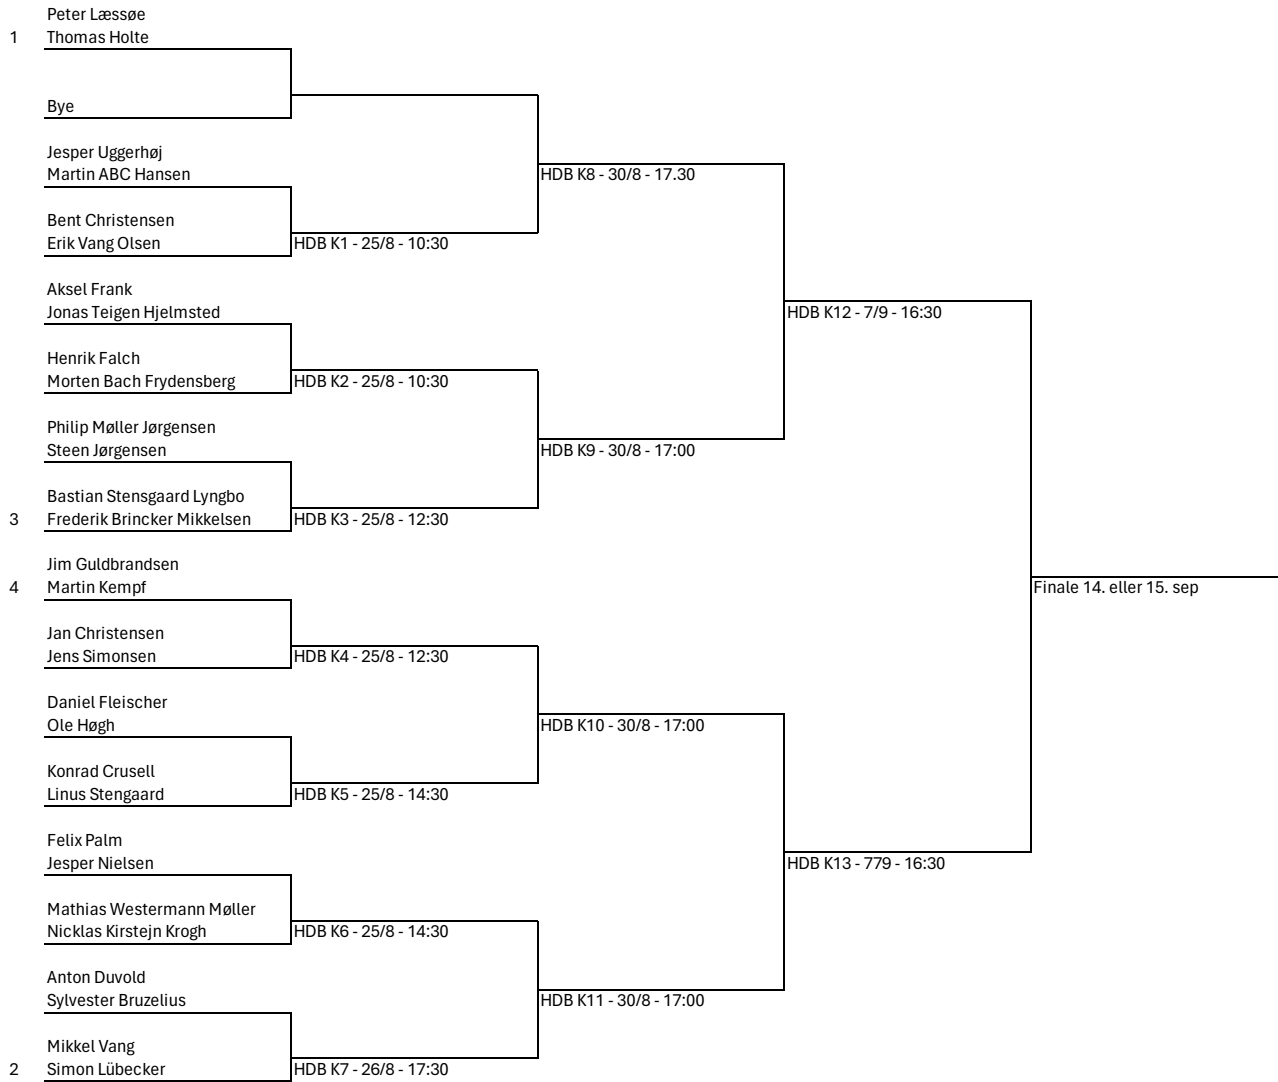 Peter Læssøe
1 Thomas Holte
Bye
Jesper Uggerhøj
Martin ABC Hansen
HDB K8 - 30/8 - 17.30
Bent Christensen
Erik Vang Olsen
HDB K1 - 25/8 - 10:30
Aksel Frank
Jonas Teigen Hjelmsted
HDB K12 - 7/9 - 16:30
Henrik Falch
Morten Bach Frydensberg
HDB K2 - 25/8 - 10:30
Philip Møller Jørgensen
Steen Jørgensen
HDB K9 - 30/8 - 17:00
Bastian Stensgaard Lyngbo
3 Frederik Brincker Mikkelsen
HDB K3 - 25/8 - 12:30
Jim Guldbrandsen
4 Martin Kempf
Finale 14. eller 15. sep
Jan Christensen
Jens Simonsen
HDB K4 - 25/8 - 12:30
Daniel Fleischer
Ole Høgh
HDB K10 - 30/8 - 17:00
Konrad Crusell
Linus Stengaard
HDB K5 - 25/8 - 14:30
Felix Palm
Jesper Nielsen
HDB K13 - 779 - 16:30
Mathias Westermann Møller
Nicklas Kirstejn Krogh
HDB K6 - 25/8 - 14:30
Anton Duvold
Sylvester Bruzelius
HDB K11 - 30/8 - 17:00
Mikkel Vang
2 Simon Lübecker
HDB K7 - 26/8 - 17:30